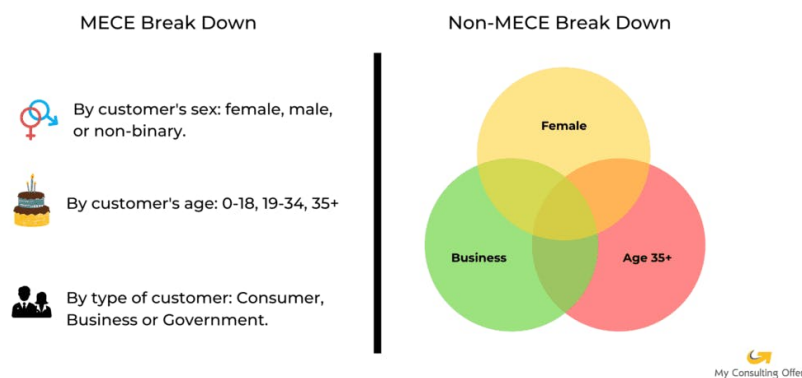 MECE Break Down
By customer's sex: female, male,
or non-binary.
By customer's age: 0-18, 19-34, 35+
By type of customer: Consumer,
Business or Government.
Non-MECE Break Down
Female
Business
Age 35+
My Consulting Offer